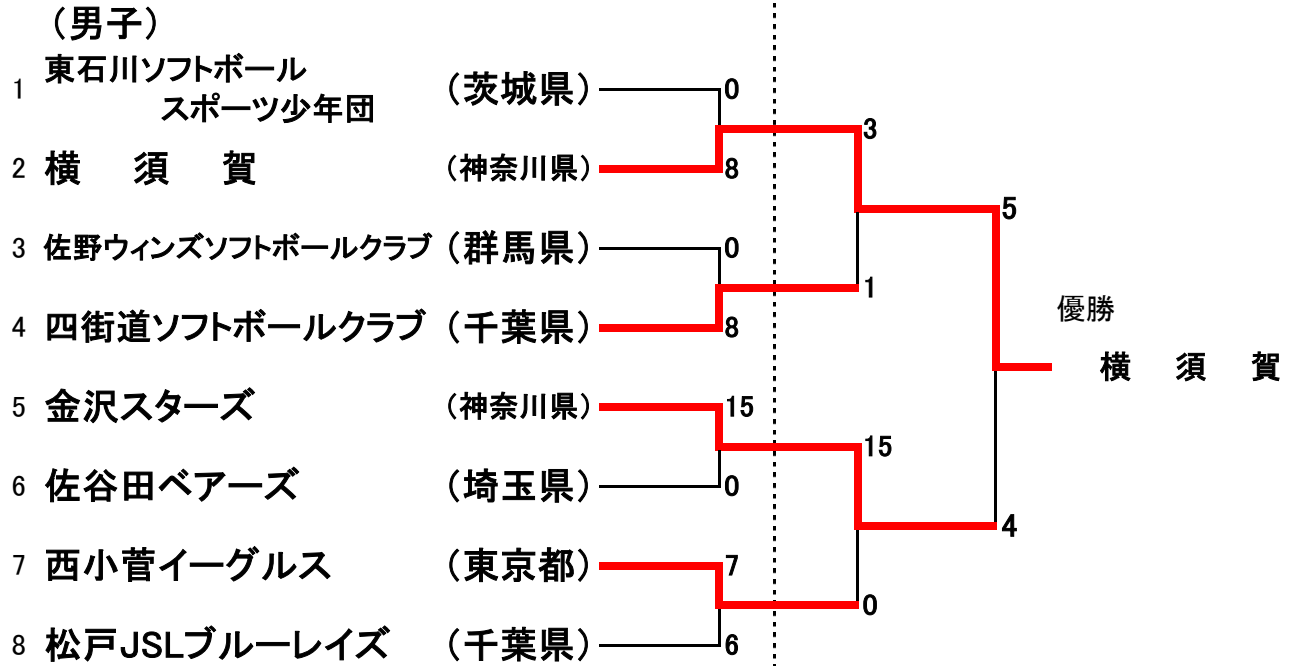 （男子）
1 東石川ソフトボール
スポーツ少年団 （茨城県） 0
3
2 横 須 賀 （神奈川県） 8
5
3 佐野ウィンズソフトボールクラブ （群馬県） 0
1
4 四街道ソフトボールクラブ （千葉県） 8
優勝
横 須 賀
5 金沢スターズ （神奈川県） 15
15
6 佐谷田ベアーズ （埼玉県） 0
4
7 西小菅イーグルス （東京都） 7
0
8 松戸JSLブルーレイズ （千葉県） 6